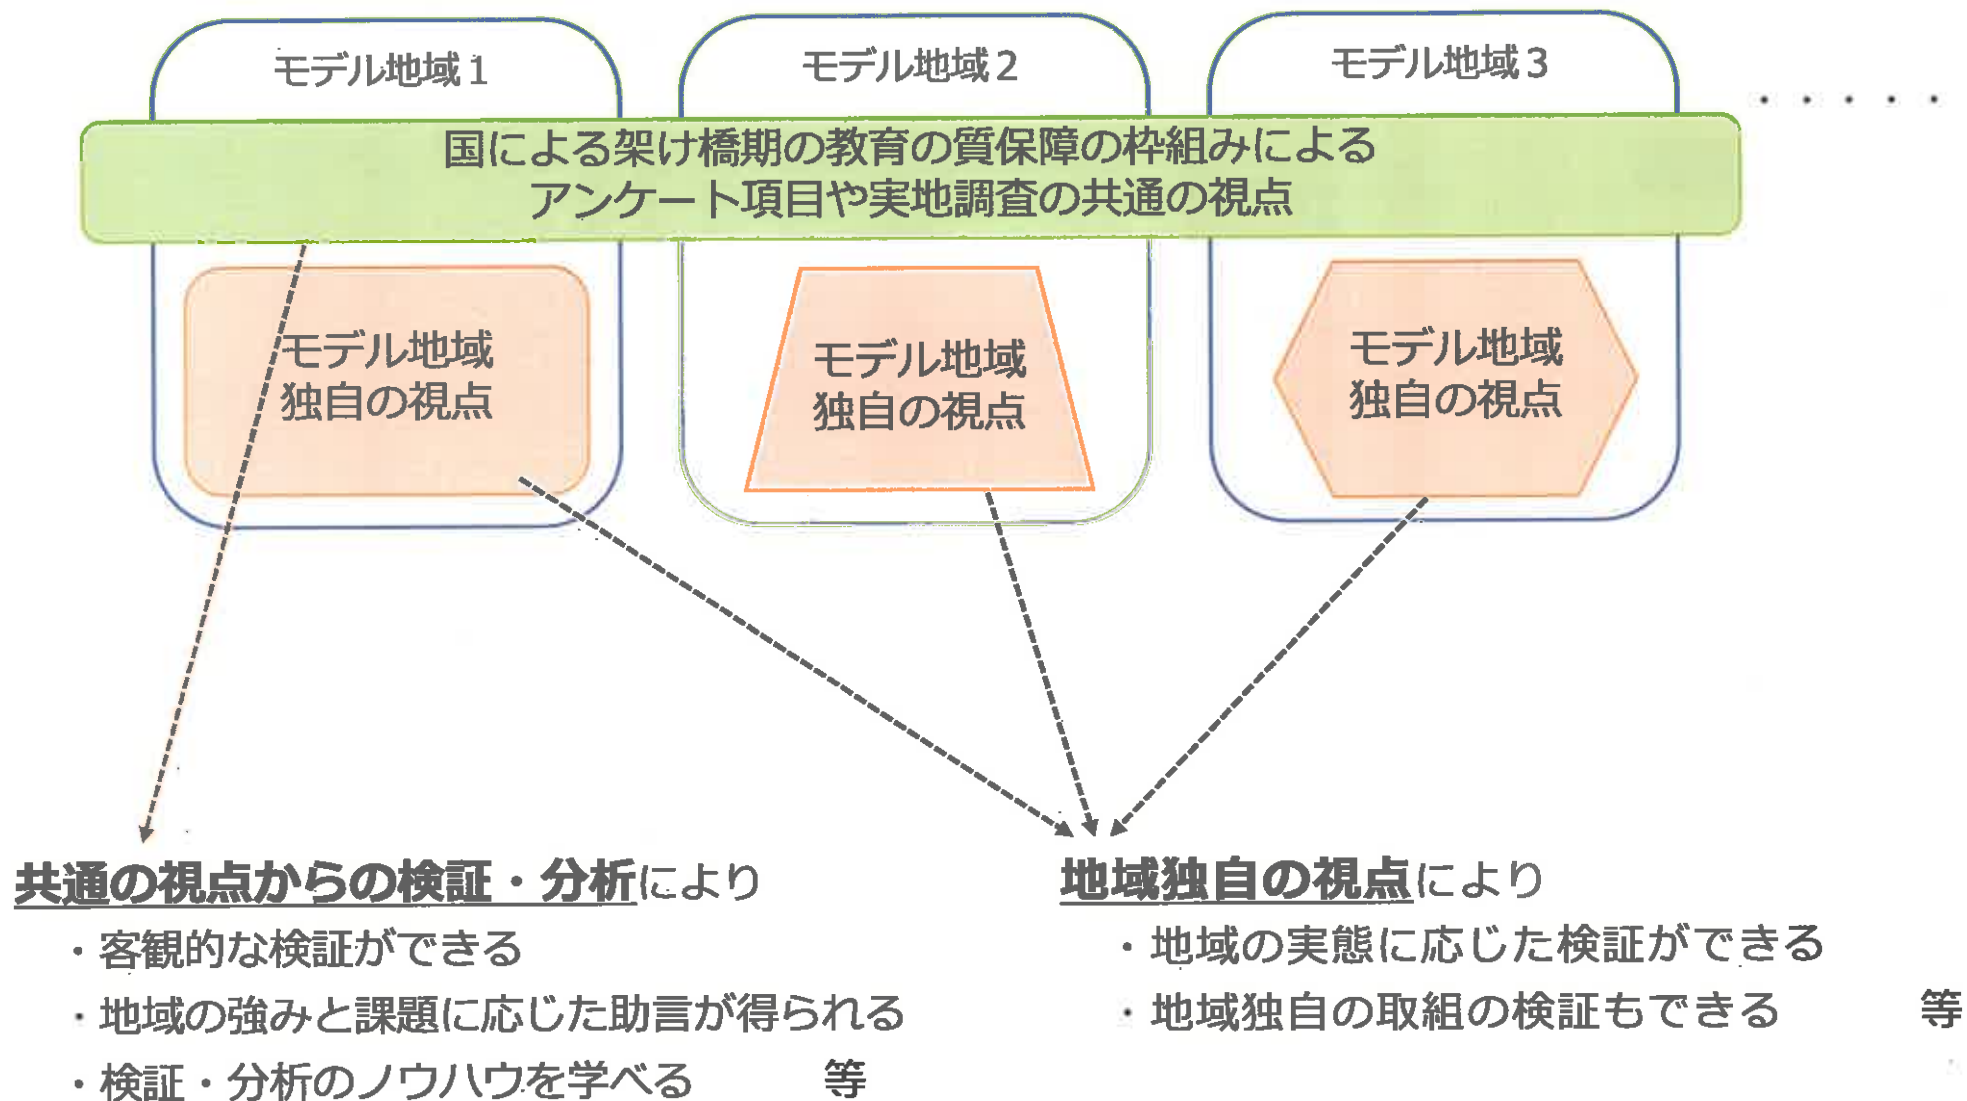 モデル地域1
モデル地域2
モデル地域3
・・・・・
国による架け橋期の教育の質保障の枠組みによる
アンケート項目や実地調査の共通の視点
モデル地域
独自の視点
モデル地域
独自の視点
モデル地域
独自の視点
共通の視点からの検証・分析により
・客観的な検証ができる
・地域の強みと課題に応じた助言が得られる
・検証・分析のノウハウを学べる 等
地域独自の視点により
・地域の実態に応じた検証ができる
・地域独自の取組の検証もできる 等